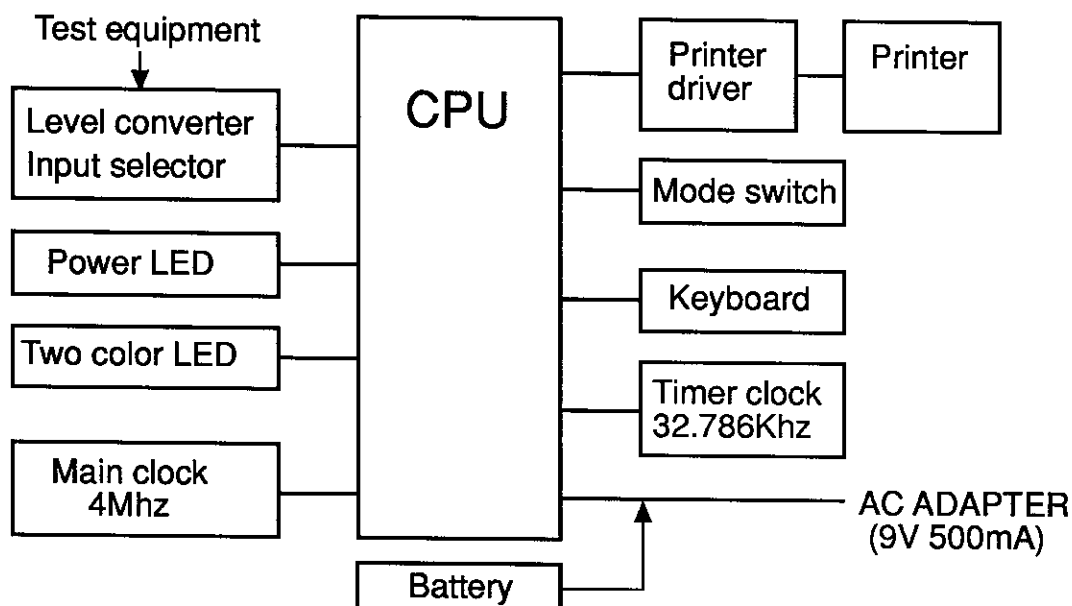 Test equipment
Level converter
Input selector
Power LED
Two color LED
Main clock
4Mhz
CPU
Battery
Printer
driver
Printer
Mode switch
Keyboard
Timer clock
32.786Khz
AC ADAPTER
(9V 500mA)